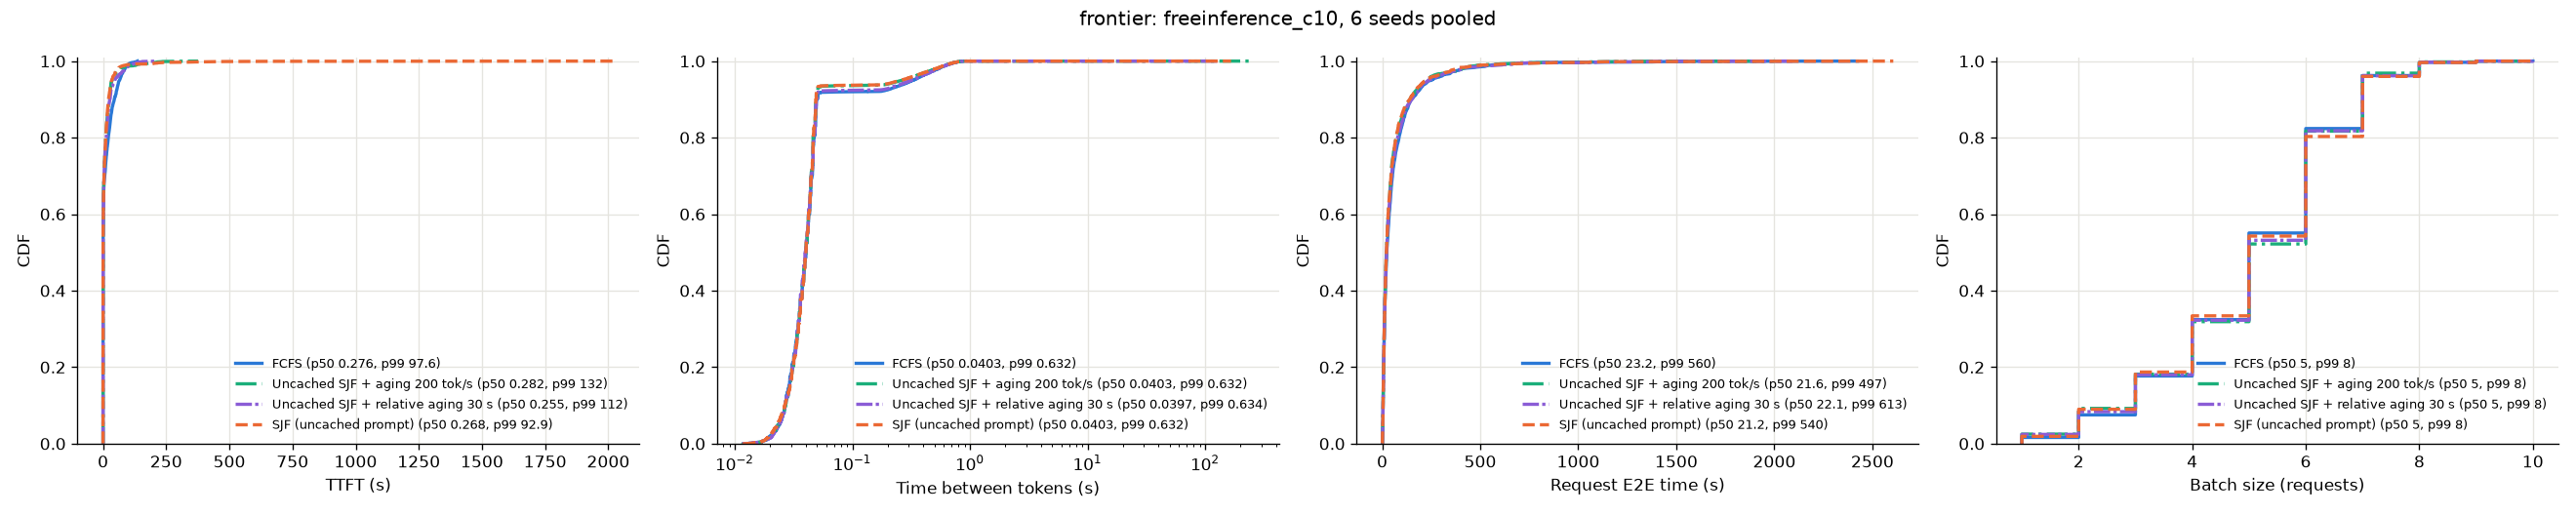 frontier: freeinference_c10, 6 seeds pooled
CDF
1.0
0.8
0.6
0.4
0.2
0.0
FCFS (p50 0.276, p99 97.6)
Uncached SJF + aging 200 tok/s (p50 0.282, p99 132)
Uncached SJF + relative aging 30 s (p50 0.255, p99 112)
SJF (uncached prompt) (p50 0.268, p99 92.9)
0 250 500 750 1000 1250 1500 1750 2000
TTFT (s)
CDF
1.0
0.8
0.6
0.4
0.2
0.0
FCFS (p50 0.0403, p99 0.632)
Uncached SJF + aging 200 tok/s (p50 0.0403, p99 0.632)
Uncached SJF + relative aging 30 s (p50 0.0397, p99 0.634)
SJF (uncached prompt) (p50 0.0403, p99 0.632)
10⁻² 10⁻¹ 10⁰ 10¹ 10²
Time between tokens (s)
CDF
1.0
0.8
0.6
0.4
0.2
0.0
FCFS (p50 23.2, p99 560)
Uncached SJF + aging 200 tok/s (p50 21.6, p99 497)
Uncached SJF + relative aging 30 s (p50 22.1, p99 613)
SJF (uncached prompt) (p50 21.2, p99 540)
0 500 1000 1500 2000 2500
Request E2E time (s)
CDF
1.0
0.8
0.6
0.4
0.2
0.0
FCFS (p50 5, p99 8)
Uncached SJF + aging 200 tok/s (p50 5, p99 8)
Uncached SJF + relative aging 30 s (p50 5, p99 8)
SJF (uncached prompt) (p50 5, p99 8)
2 4 6 8 10
Batch size (requests)